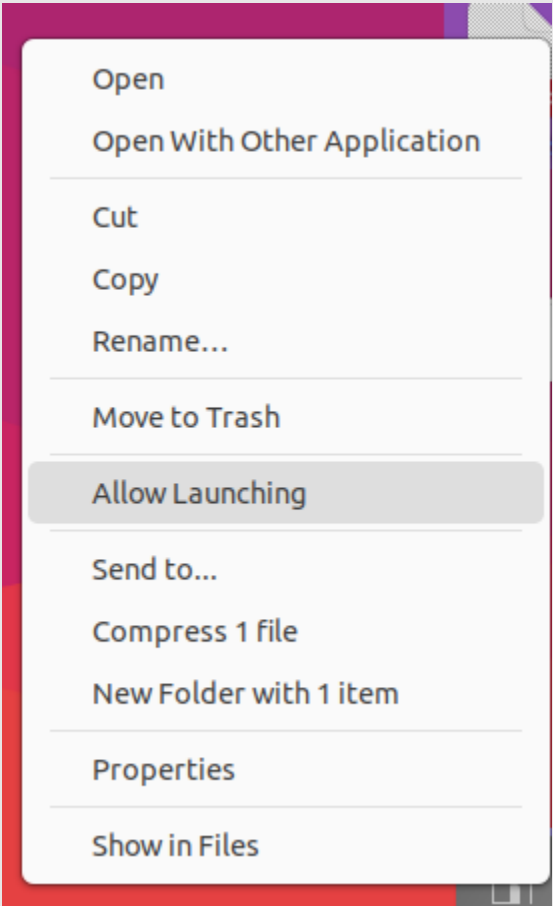 Open
Open With Other Application
Cut
Copy
Rename…
Move to Trash
Allow Launching
Send to...
Compress 1 file
New Folder with 1 item
Properties
Show in Files